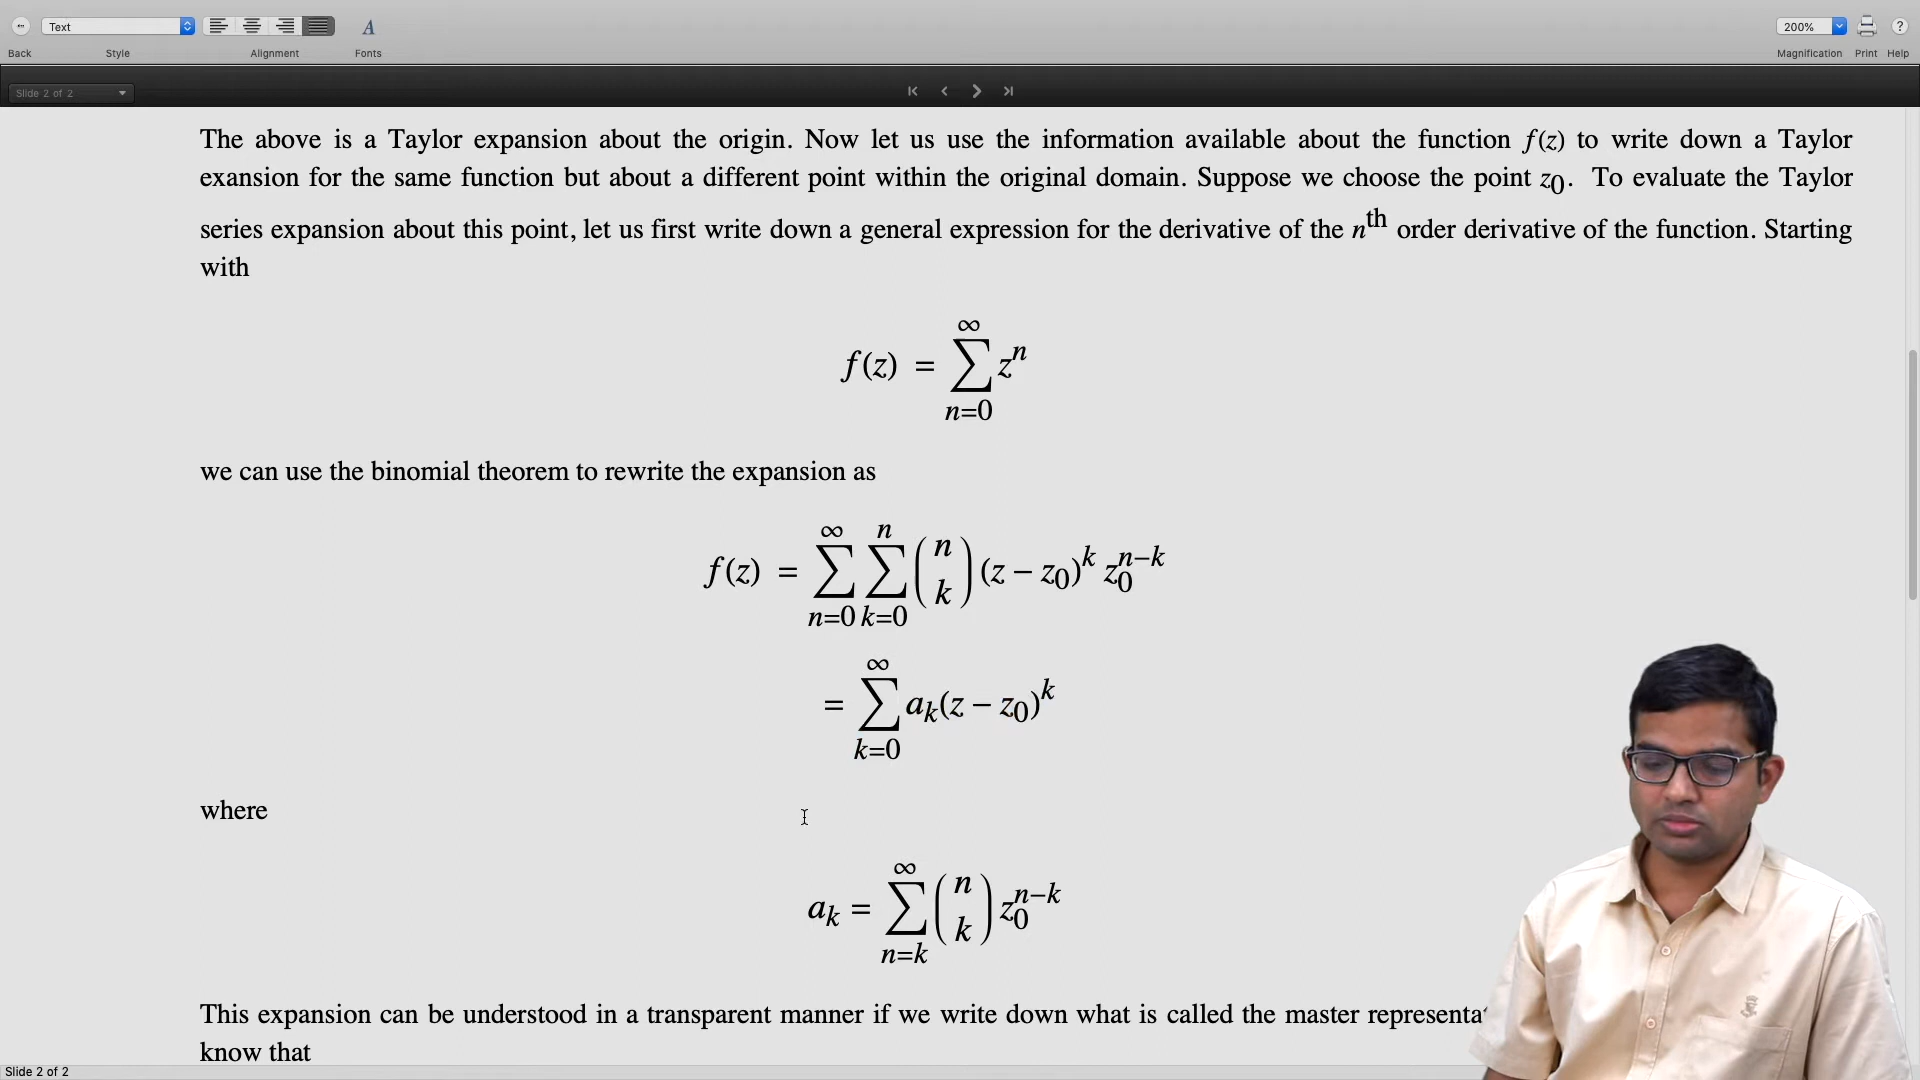 Text
Back Style Alignment Fonts
200%
Magnification Print Help
Slide 2 of 2
The above is a Taylor expansion about the origin. Now let us use the information available about the function f(z) to write down a Taylor
exansion for the same function but about a different point within the original domain. Suppose we choose the point z₀. To evaluate the Taylor
series expansion about this point, let us first write down a general expression for the derivative of the nᵗʰ order derivative of the function. Starting
with
f(z) = ∑_{n=0}^{∞} z^n
we can use the binomial theorem to rewrite the expansion as
f(z) = ∑_{n=0}^{∞} ∑_{k=0}^{n} (n k) (z − z₀)^k z₀^{n−k}
= ∑_{k=0}^{∞} a_k (z − z₀)^k
where
a_k = ∑_{n=k}^{∞} (n k) z₀^{n−k}
This expansion can be understood in a transparent manner if we write down what is called the master
know that
Slide 2 of 2